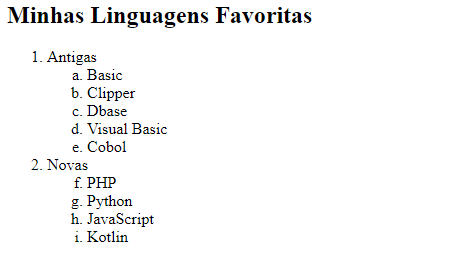 Minhas Linguagens Favoritas
1. Antigas
a. Basic
b. Clipper
c. Dbase
d. Visual Basic
e. Cobol
2. Novas
f. PHP
g. Python
h. JavaScript
i. Kotlin